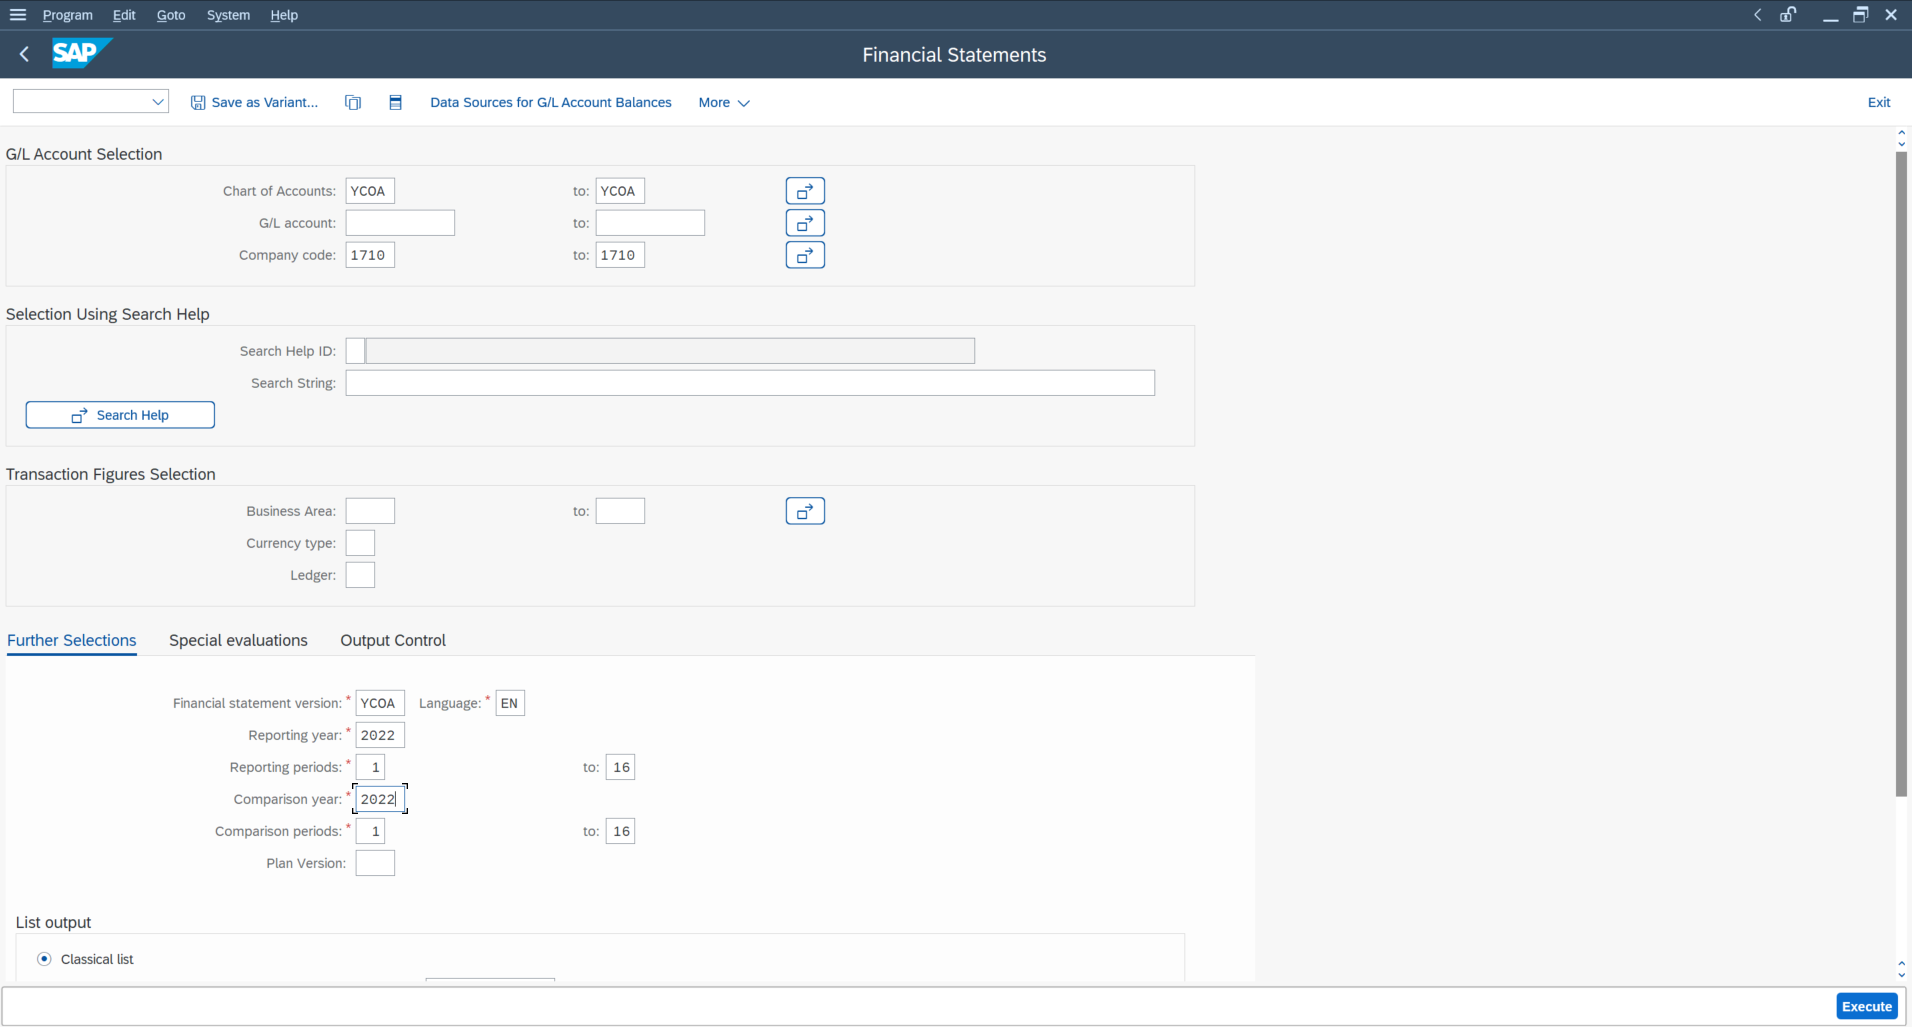 Program Edit Goto System Help
SAP Financial Statements
Save as Variant... Data Sources for G/L Account Balances More Exit
G/L Account Selection
Chart of Accounts: YCOA to: YCOA
G/L account: to:
Company code: 1710 to: 1710
Selection Using Search Help
Search Help ID:
Search String:
Search Help
Transaction Figures Selection
Business Area: to:
Currency type:
Ledger:
Further Selections Special evaluations Output Control
Financial statement version: * YCOA Language: * EN
Reporting year: * 2022
Reporting periods: * 1 to: 16
Comparison year: * 2022
Comparison periods: * 1 to: 16
Plan Version:
List output
Classical list
Execute